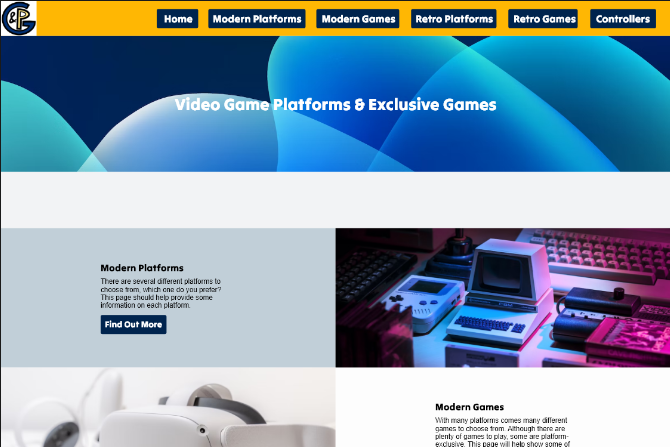 G&P
Home
Modern Platforms
Modern Games
Retro Platforms
Retro Games
Controllers
Video Game Platforms & Exclusive Games
Modern Platforms
There are several different platforms to
choose from, which one do you prefer?
This page should help provide some
information on each platform.
Find Out More
Modern Games
With many platforms comes many different
games to choose from. Although there are
plenty of games to play, some are platform-
exclusive. This page will help show some of